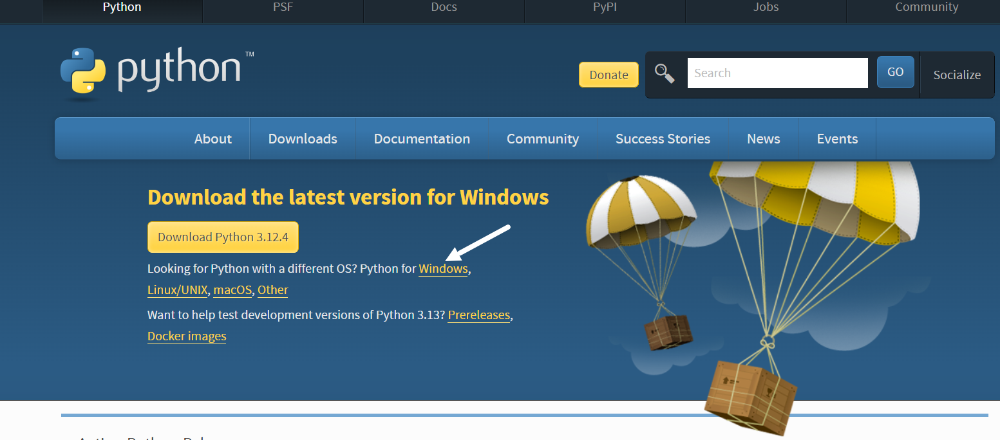 Python PSF Docs PyPI Jobs Community
python™
Donate Search GO Socialize
About Downloads Documentation Community Success Stories News Events
Download the latest version for Windows
Download Python 3.12.4
Looking for Python with a different OS? Python for Windows,
Linux/UNIX, macOS, Other
Want to help test development versions of Python 3.13? Prereleases,
Docker images